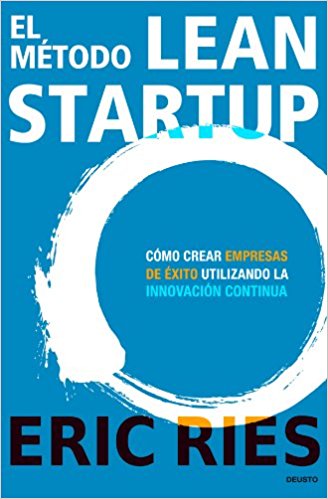 EL
MÉTODO LEAN
STARTUP
CÓMO CREAR EMPRESAS
DE ÉXITO UTILIZANDO LA
INNOVACIÓN CONTINUA
ERIC RIES
DEUSTO